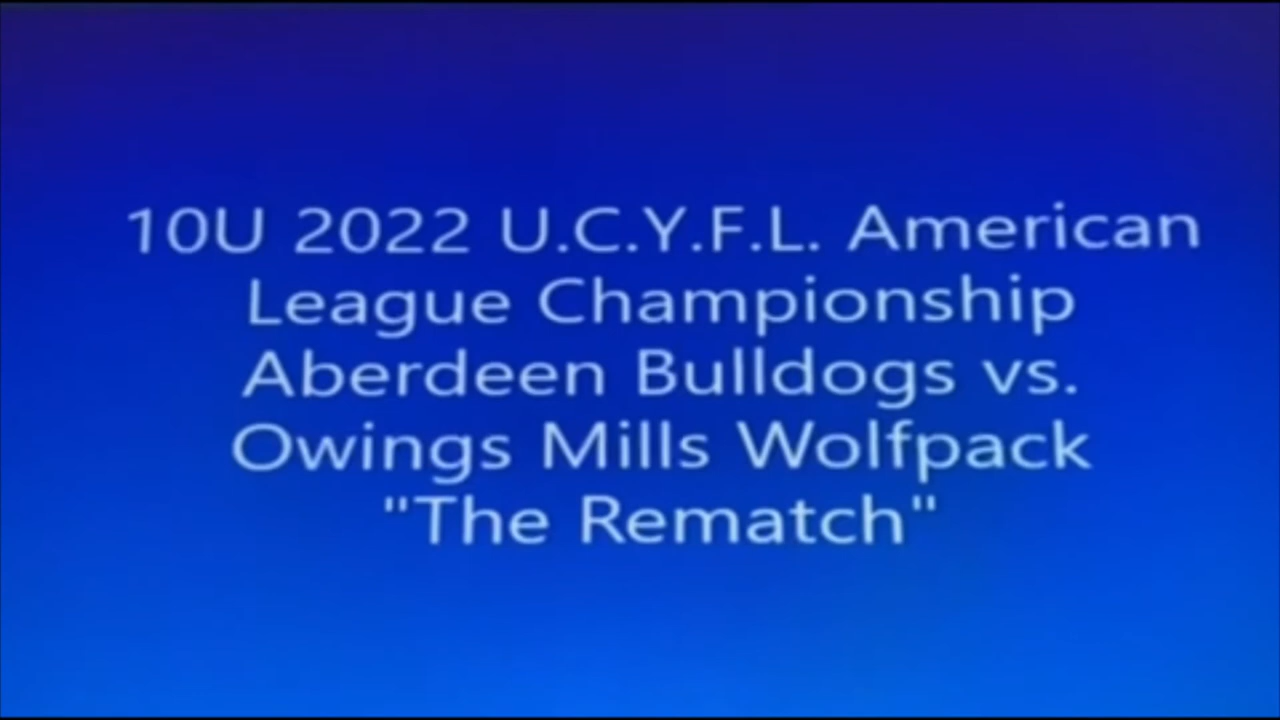 10U 2022 U.C.Y.F.L. American
League Championship
Aberdeen Bulldogs vs.
Owings Mills Wolfpack
"The Rematch"